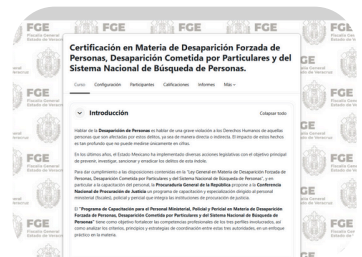 FGE
Fiscalía General
Estado de Veracruz
Certificación en Materia de Desaparición Forzada de
Personas, Desaparición Cometida por Particulares y del
Sistema Nacional de Búsqueda de Personas.
Curso Configuración Participantes Calificaciones Informes Más
Introducción
Colapsar todo
Hablar de la Desaparición de Personas es hablar de una grave violación a los Derechos Humanos de aquellas
personas que son afectadas por estos delitos, ya sea de manera directa o indirecta. El impacto de estos hechos
es tan profundo que no puede medirse únicamente en cifras.
En los últimos años, el Estado Mexicano ha implementado diversas acciones legislativas con el objetivo principal
de prevenir, investigar, sancionar y erradicar los delitos de esta índole.
Para dar cumplimiento a las disposiciones contenidas en la "Ley General en Materia de Desaparición Forzada de
Personas, Desaparición Cometida por Particulares y del Sistema Nacional de Búsqueda de Personas", y en
particular a la capacitación del personal, la Procuraduría General de la República propuso a la Conferencia
Nacional de Procuración de Justicia un programa de capacitación y especialización dirigido al personal
ministerial (fiscales), policial y pericial que integra las instituciones de procuración de justicia.
El "Programa de Capacitación para el Personal Ministerial, Policial y Pericial en Materia de Desaparición
Forzada de Personas, Desaparición Cometida por Particulares y del Sistema Nacional de Búsqueda de
Personas" tiene como objetivo fortalecer las competencias profesionales de los tres perfiles involucrados, así
como analizar los criterios, principios y estrategias de coordinación entre estas tres autoridades, en un enfoque
práctico en la materia.